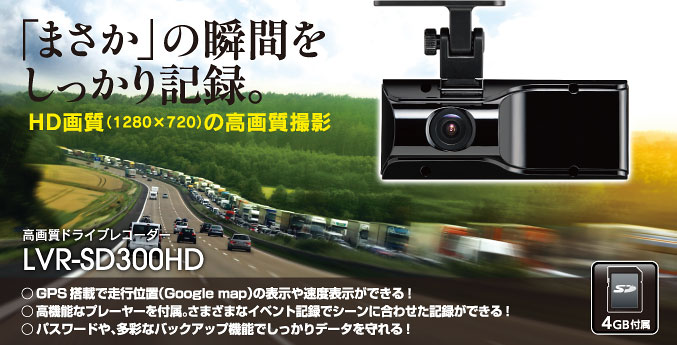 「まさか」の瞬間を
しっかり記録。
HD画質（1280×720）の高画質撮影
高画質ドライブレコーダー
LVR-SD300HD
○GPS搭載で走行位置（Google map）の表示や速度表示ができる！
○高機能なプレーヤーを付属。さまざまなイベント記録でシーンに合わせた記録ができる！
○パスワードや、多彩なバックアップ機能でしっかりデータを守れる！
SD
4GB付属